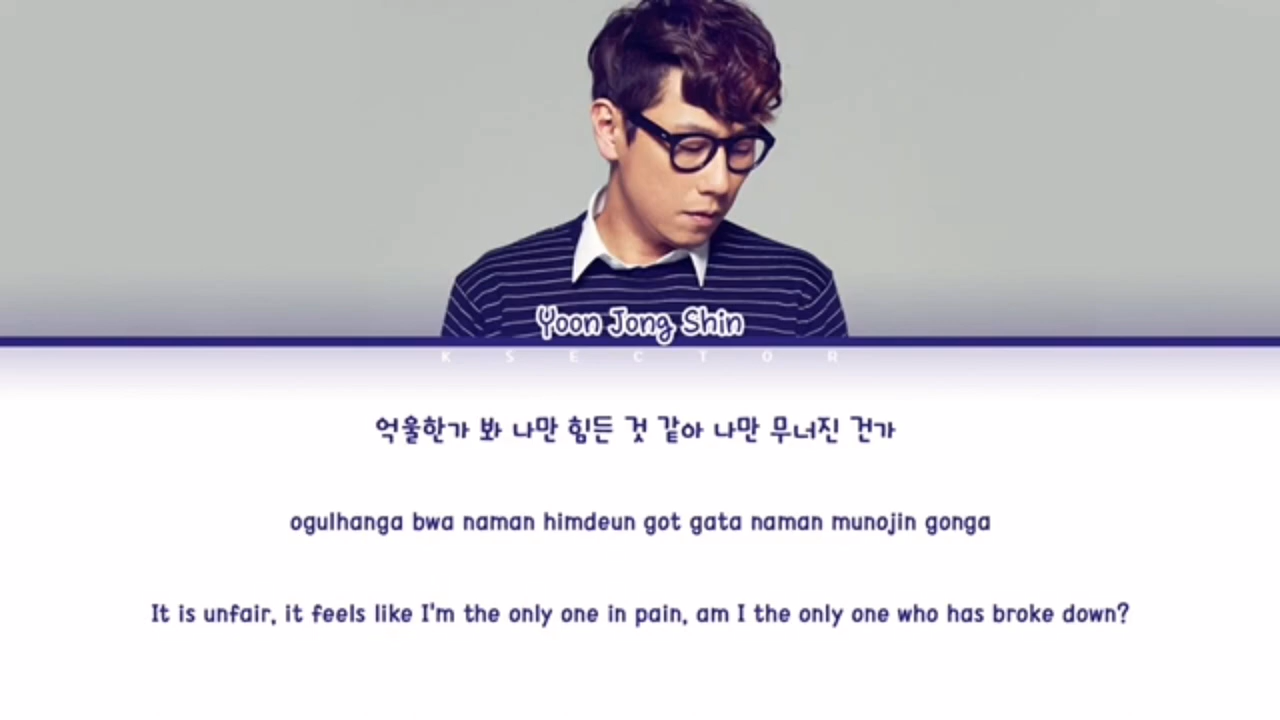 Yoon Jong Shin
K SECTOR
억울한가 봐 나만 힘든 것 같아 나만 무너진 건가
ogulhanga bwa naman himdeun got gata naman munojin gonga
It is unfair, it feels like I'm the only one in pain, am I the only one who has broke down?